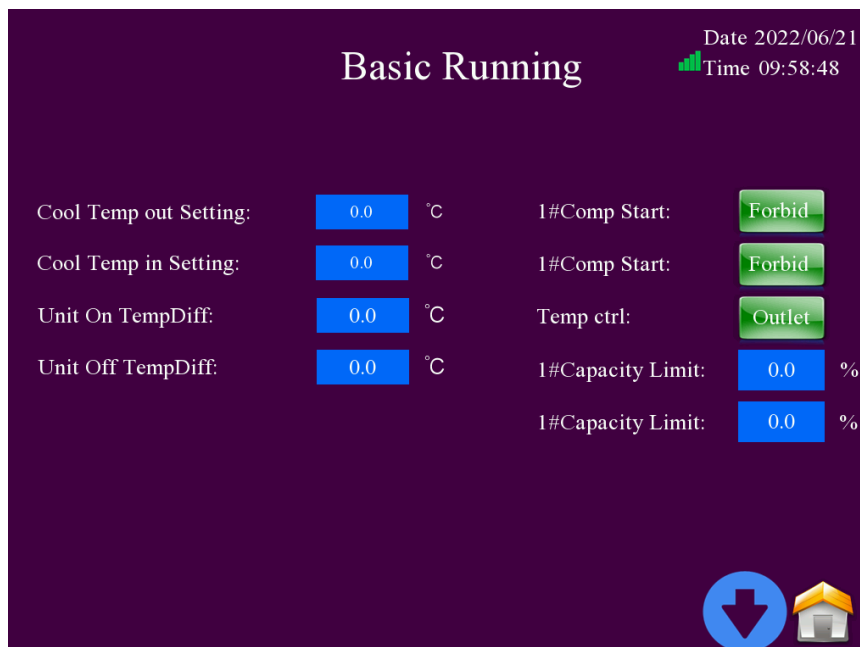 Basic Running
Date 2022/06/21
Time 09:58:48
Cool Temp out Setting: 0.0 °C
1#Comp Start: Forbid
Cool Temp in Setting: 0.0 °C
1#Comp Start: Forbid
Unit On TempDiff: 0.0 °C
Temp ctrl: Outlet
Unit Off TempDiff: 0.0 °C
1#Capacity Limit: 0.0 %
1#Capacity Limit: 0.0 %